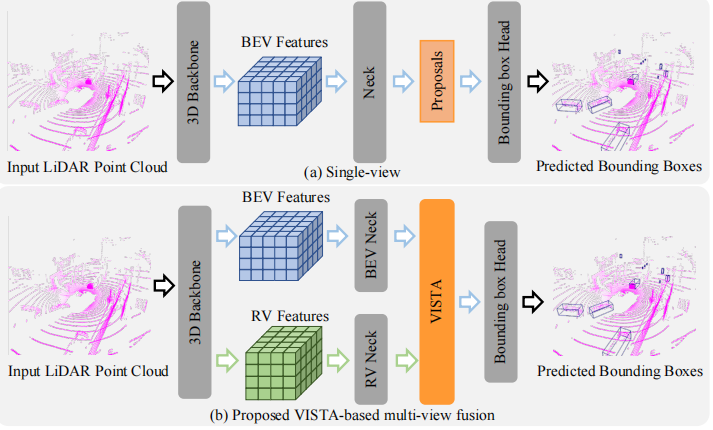 BEV Features
3D Backbone
Neck
Proposals
Bounding box Head
Input LiDAR Point Cloud
Predicted Bounding Boxes
(a) Single-view
BEV Features
3D Backbone
BEV Neck
VISTA
Bounding box Head
RV Features
RV Neck
Input LiDAR Point Cloud
Predicted Bounding Boxes
(b) Proposed VISTA-based multi-view fusion